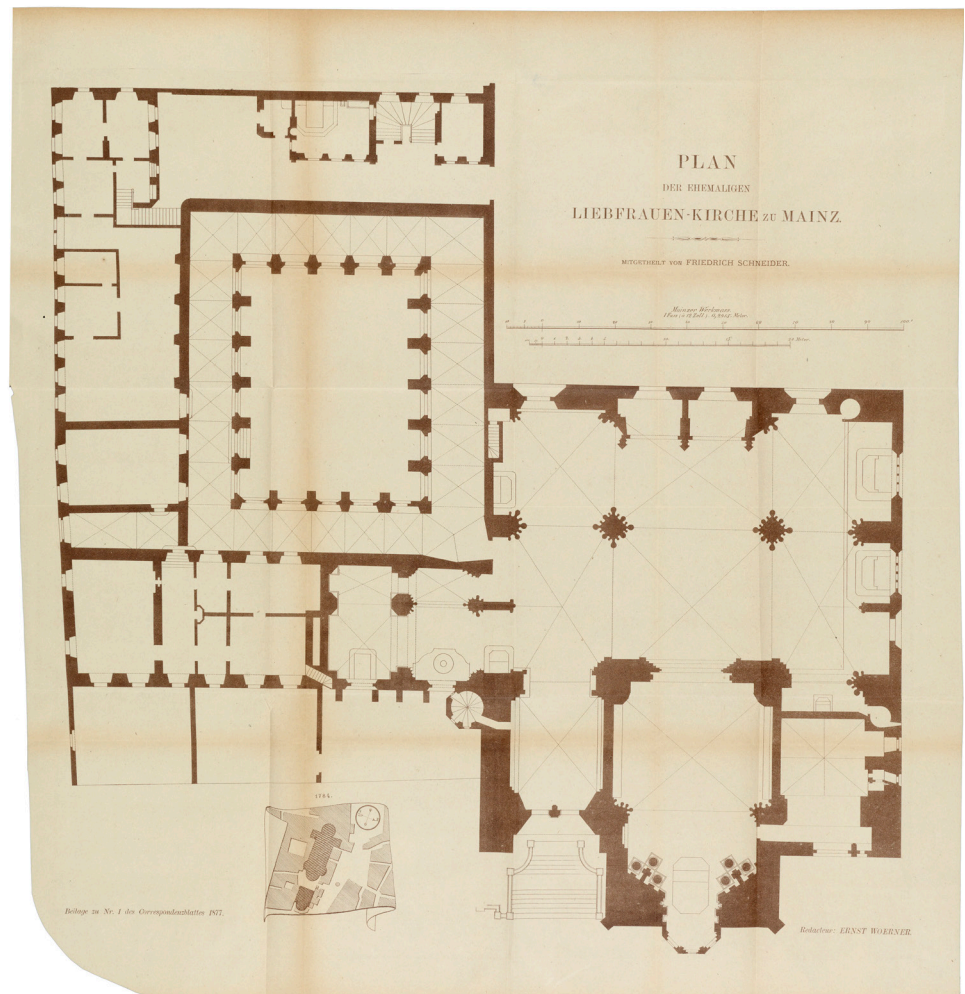 PLAN
DER EHEMALIGEN
LIEBFRAUEN-KIRCHE ZU MAINZ.
MITGETHEILT VON FRIEDRICH SCHNEIDER.
Mainzer Werkmass
1784.
Beilage zu Nr. 1 des Correspondenzblattes 1877.
Redacteur: ERNST WOERNER.